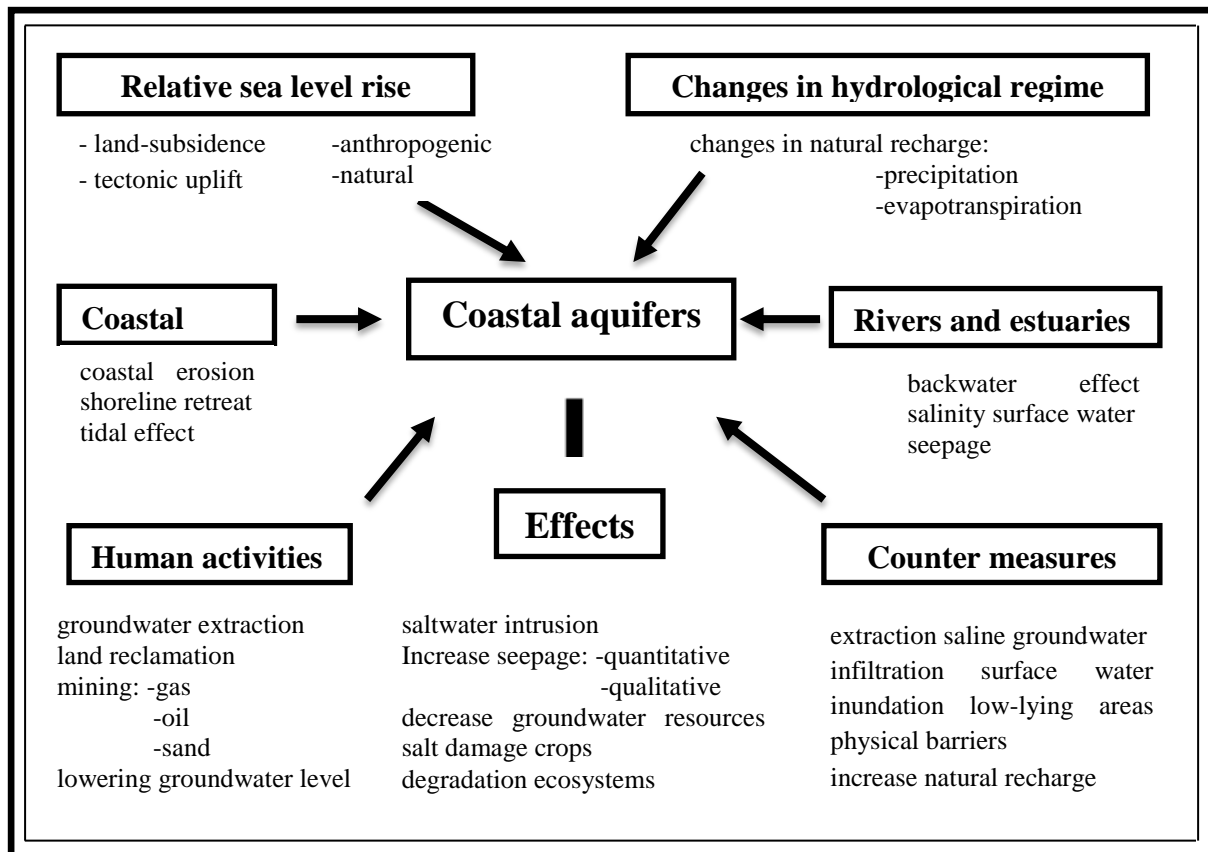 Relative sea level rise
- land-subsidence
- tectonic uplift
-anthropogenic
-natural
Changes in hydrological regime
changes in natural recharge:
-precipitation
-evapotranspiration
Coastal
coastal erosion
shoreline retreat
tidal effect
Coastal aquifers
Rivers and estuaries
backwater effect
salinity surface water
seepage
Human activities
groundwater extraction
land reclamation
mining: -gas
-oil
-sand
lowering groundwater level
Effects
saltwater intrusion
Increase seepage: -quantitative
-qualitative
decrease groundwater resources
salt damage crops
degradation ecosystems
Counter measures
extraction saline groundwater
infiltration surface water
inundation low-lying areas
physical barriers
increase natural recharge